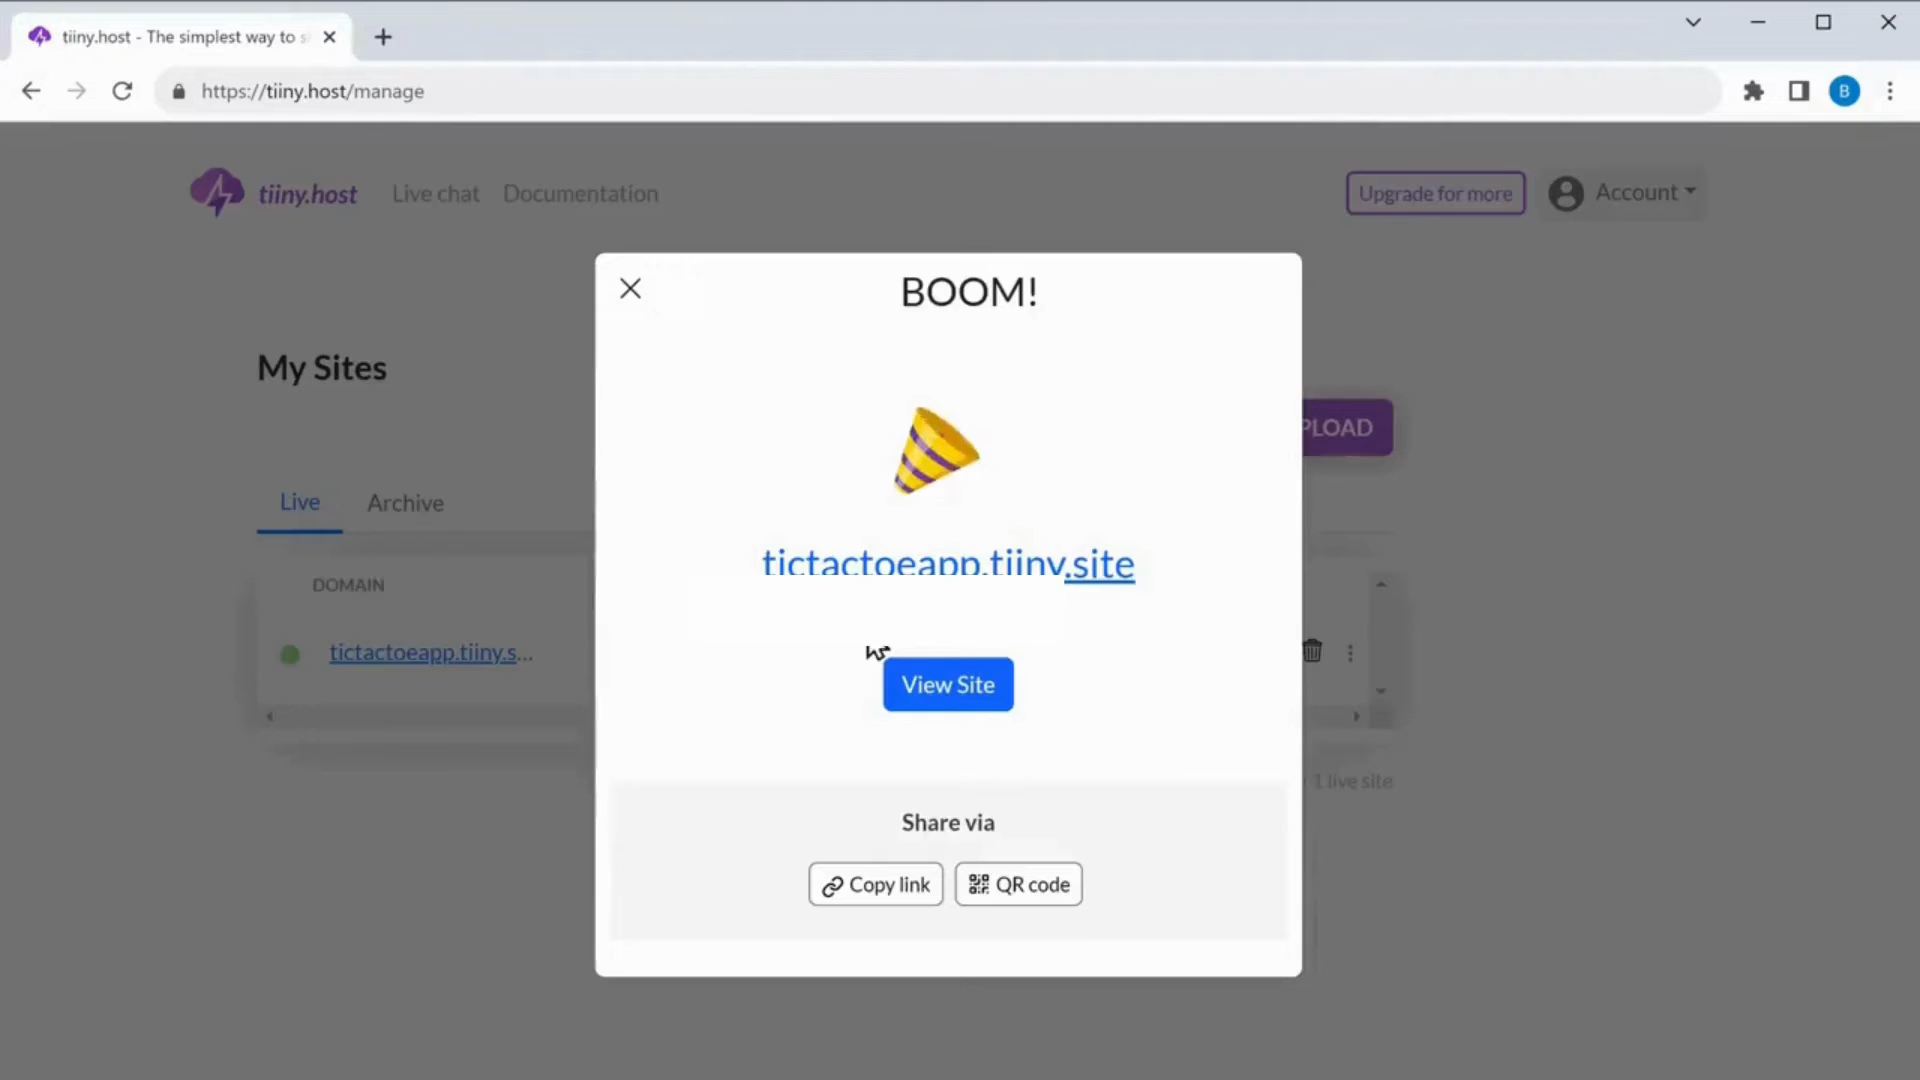 tiiny.host - The simplest way to s
https://tiiny.host/manage
B
tiiny.host Live chat Documentation
Upgrade for more
Account
BOOM!
My Sites
PLOAD
Live Archive
tictactoeapp.tiiny.site
DOMAIN
tictactoeapp.tiiny.s...
View Site
1 live site
Share via
Copy link QR code